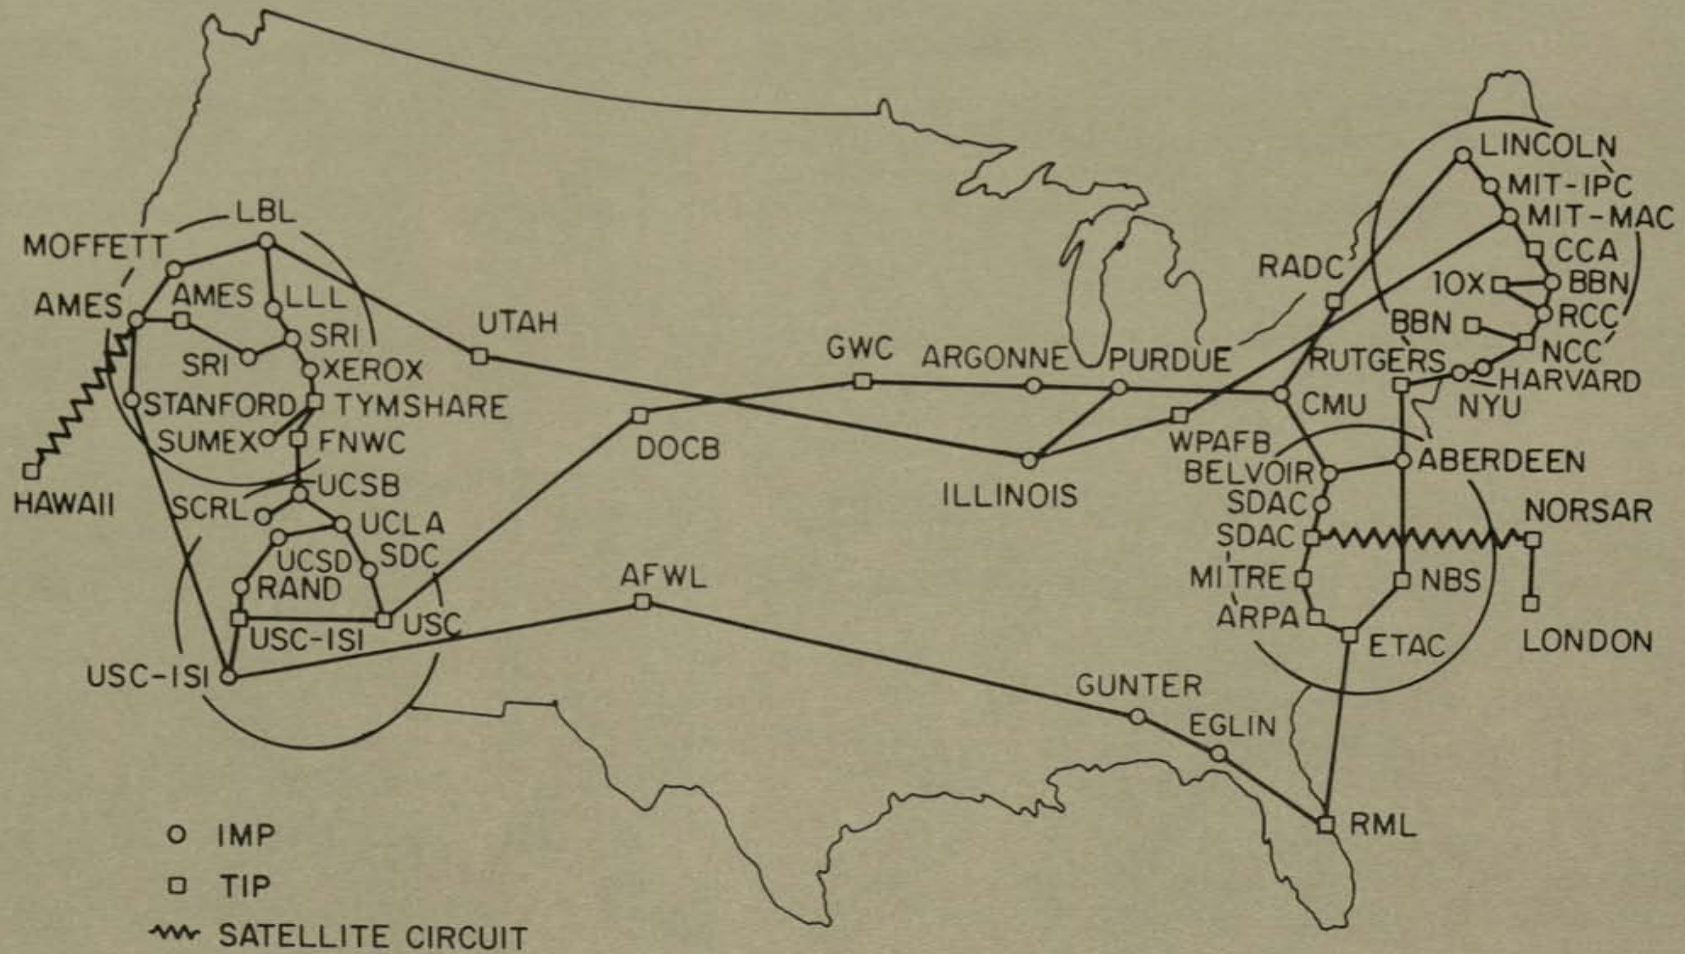 LINCOLN
MIT-IPC
MIT-MAC
CCA
BBN
10X
RCC
BBN
NCC
HARVARD
NYU
RUTGERS
RADC
LBL
MOFFETT
AMES
AMES
LLL
SRI
SRI
XEROX
STANFORD
TYMSHARE
SUMEX
FNWC
HAWAII
UTAH
GWC
ARGONNE
PURDUE
CMU
WPAFB
DOCB
ILLINOIS
BELVOIR
ABERDEEN
SDAC
SDAC
NORSAR
MITRE
NBS
ARPA
ETAC
LONDON
UCSB
SCRL
UCLA
UCSD
SDC
RAND
USC-ISI
USC
USC-ISI
AFWL
GUNTER
EGLIN
RML
IMP
TIP
SATELLITE CIRCUIT